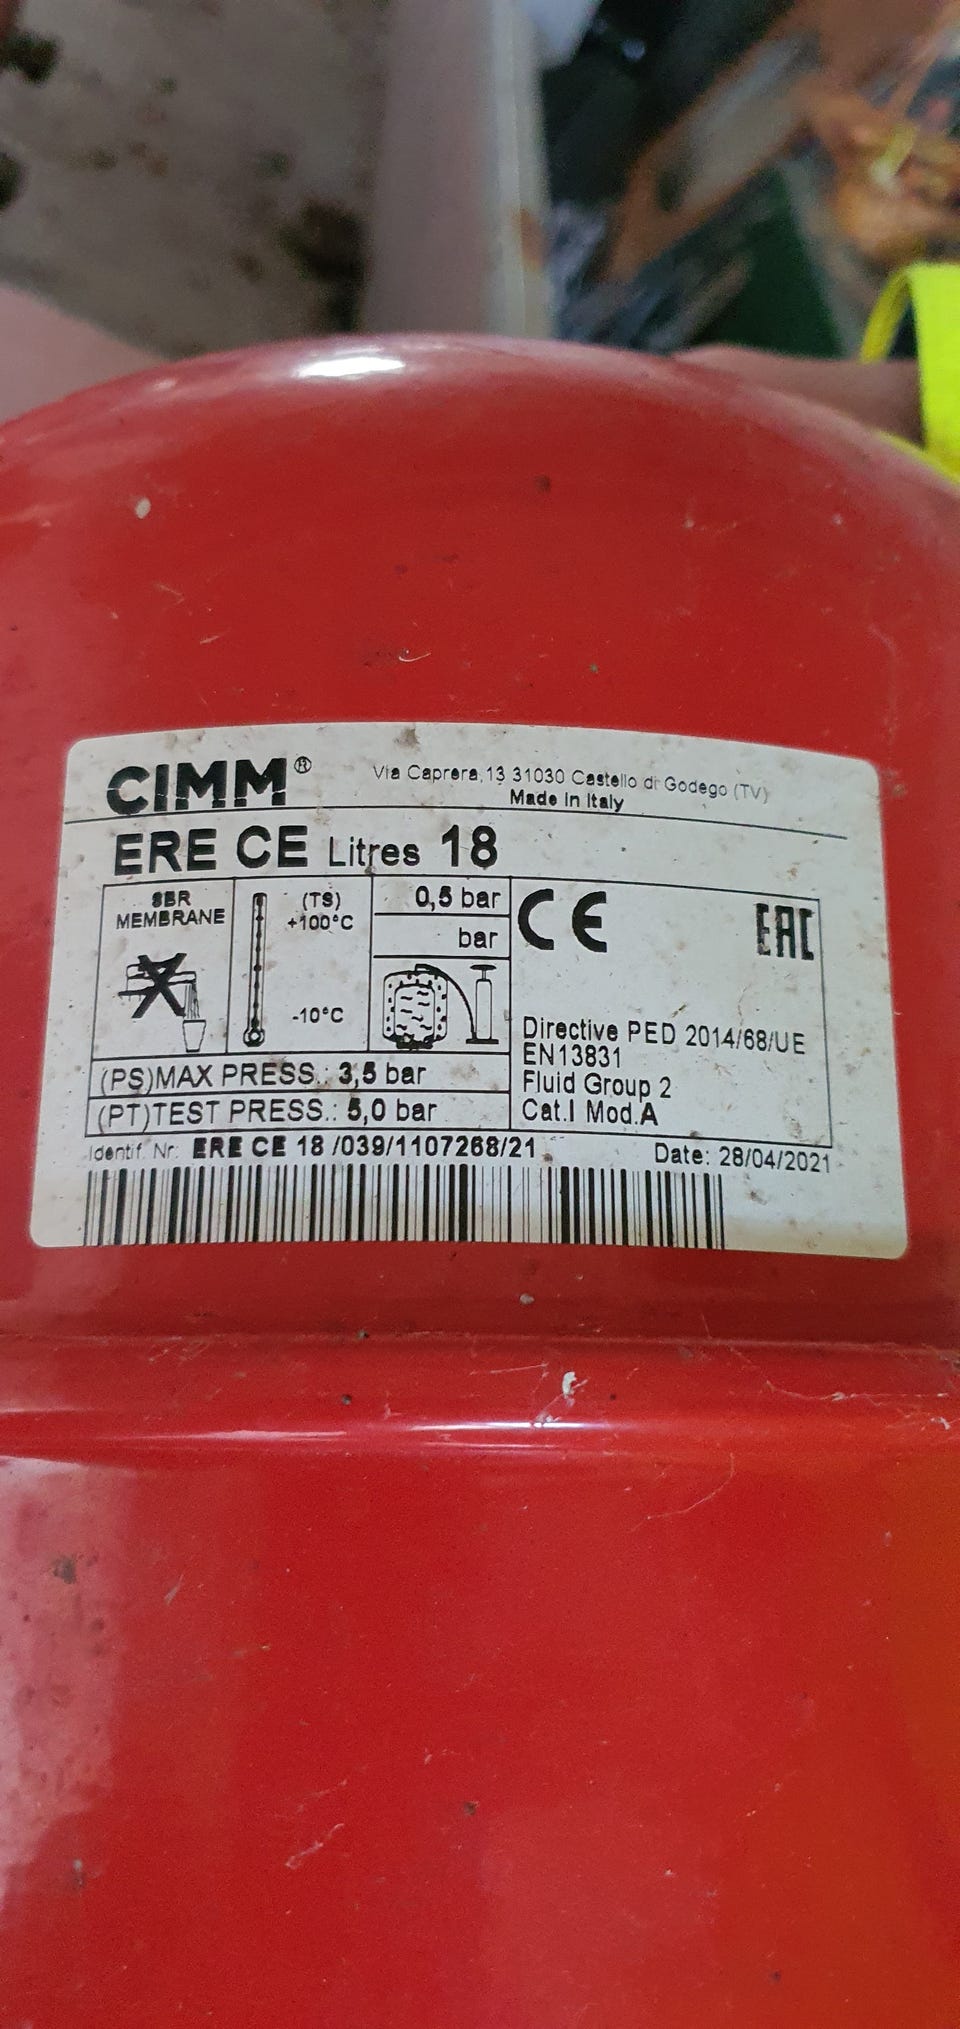 CIMM®
Via Caprera, 13 31030 Castello di Godego (TV)
Made in Italy
ERE CE Litres 18
SBR
MEMBRANE
(TS)
+100°C
-10°C
0,5 bar
bar
CE
EAC
Directive PED 2014/68/UE
EN13831
Fluid Group 2
Cat.I Mod.A
(PS)MAX PRESS.: 3,5 bar
(PT)TEST PRESS.: 5,0 bar
Identif. Nr: ERE CE 18 /039/1107268/21
Date: 28/04/2021